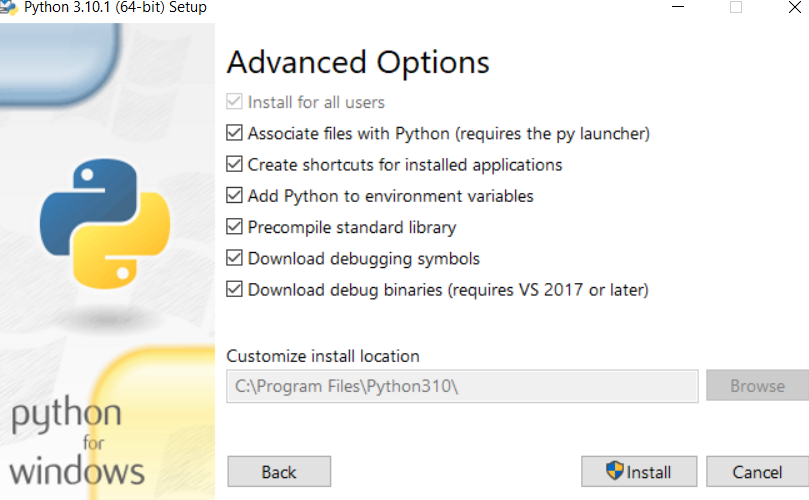 Python 3.10.1 (64-bit) Setup
Advanced Options
Install for all users
Associate files with Python (requires the py launcher)
Create shortcuts for installed applications
Add Python to environment variables
Precompile standard library
Download debugging symbols
Download debug binaries (requires VS 2017 or later)
Customize install location
C:\Program Files\Python310\
Browse
python
for
windows
Back
Install
Cancel